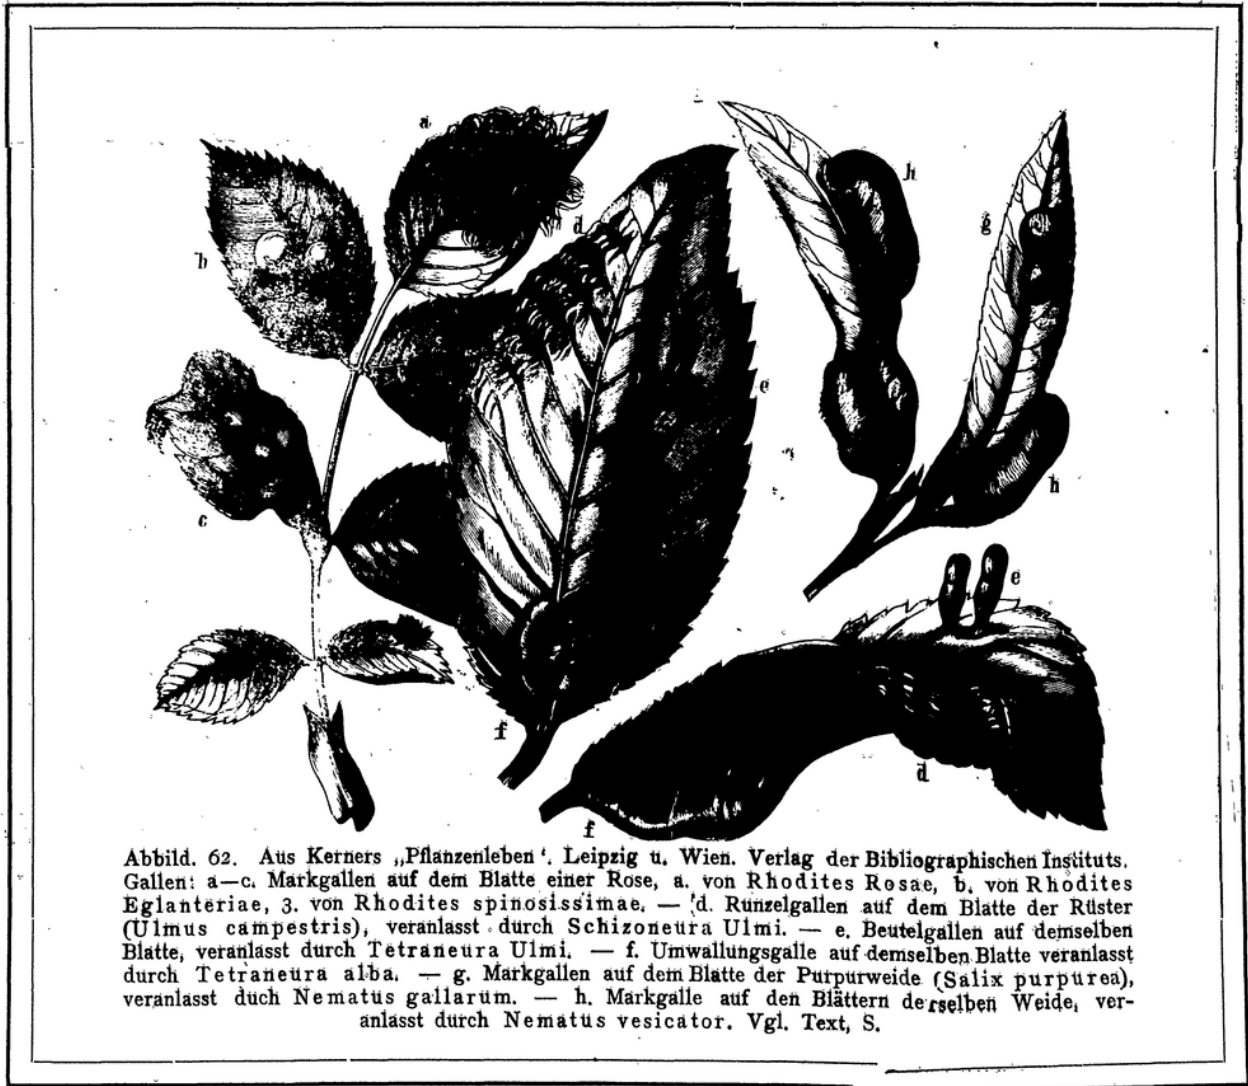 a
h
g
d
b
e
c
h
e
f
d
f
Abbild. 62. Aus Kerners „Pflanzenleben‘. Leipzig u. Wien. Verlag der Bibliographischen Instituts.
Gallen: a—c. Markgallen auf dem Blatte einer Rose, a. von Rhodites Rosae, b. von Rhodites
Eglanteriae, 3. von Rhodites spinosissimae. — d. Runzelgallen auf dem Blatte der Rüster
(Ulmus campestris), veranlasst durch Schizoneura Ulmi. — e. Beutelgallen auf demselben
Blatte, veranlasst durch Tetraneura Ulmi. — f. Umwallungsgalle auf demselben Blatte veranlasst
durch Tetraneura alba. — g. Markgallen auf dem Blatte der Purpurweide (Salix purpurea),
veranlasst duch Nematus gallarum. — h. Markgalle auf den Blättern derselben Weide, ver-
anlasst durch Nematus vesicator. Vgl. Text, S.